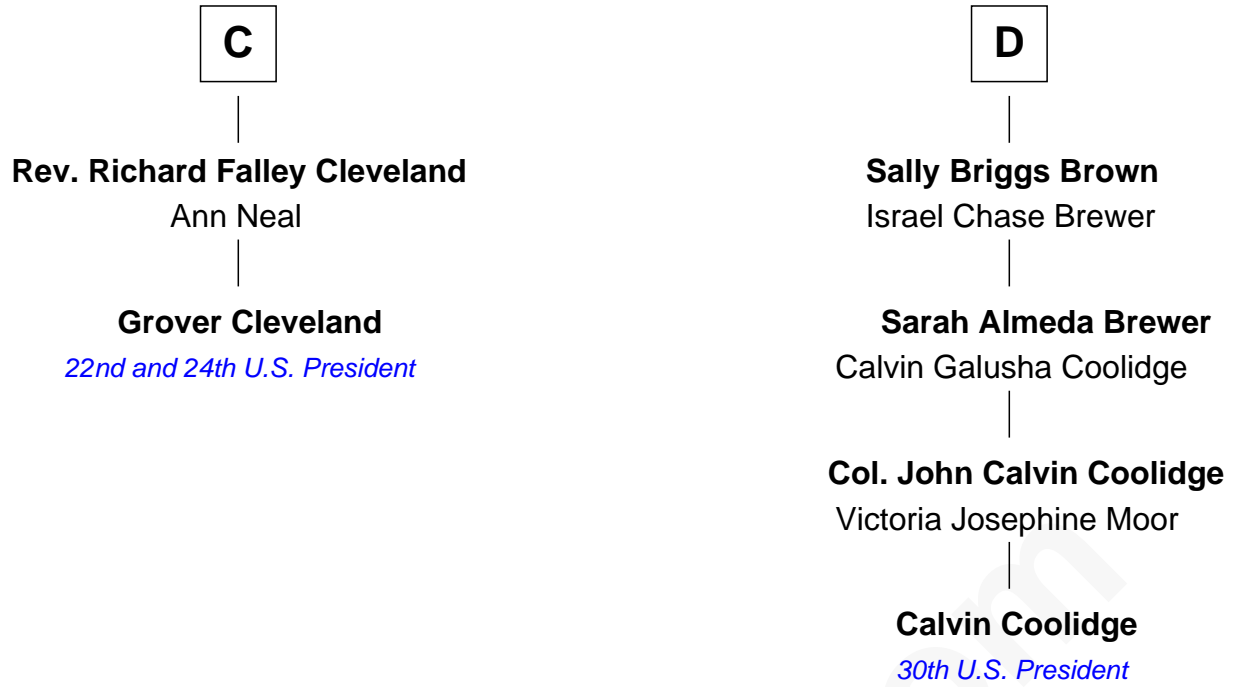 C
Rev. Richard Falley Cleveland
Ann Neal
Grover Cleveland
22nd and 24th U.S. President
D
Sally Briggs Brown
Israel Chase Brewer
Sarah Almeda Brewer
Calvin Galusha Coolidge
Col. John Calvin Coolidge
Victoria Josephine Moor
Calvin Coolidge
30th U.S. President